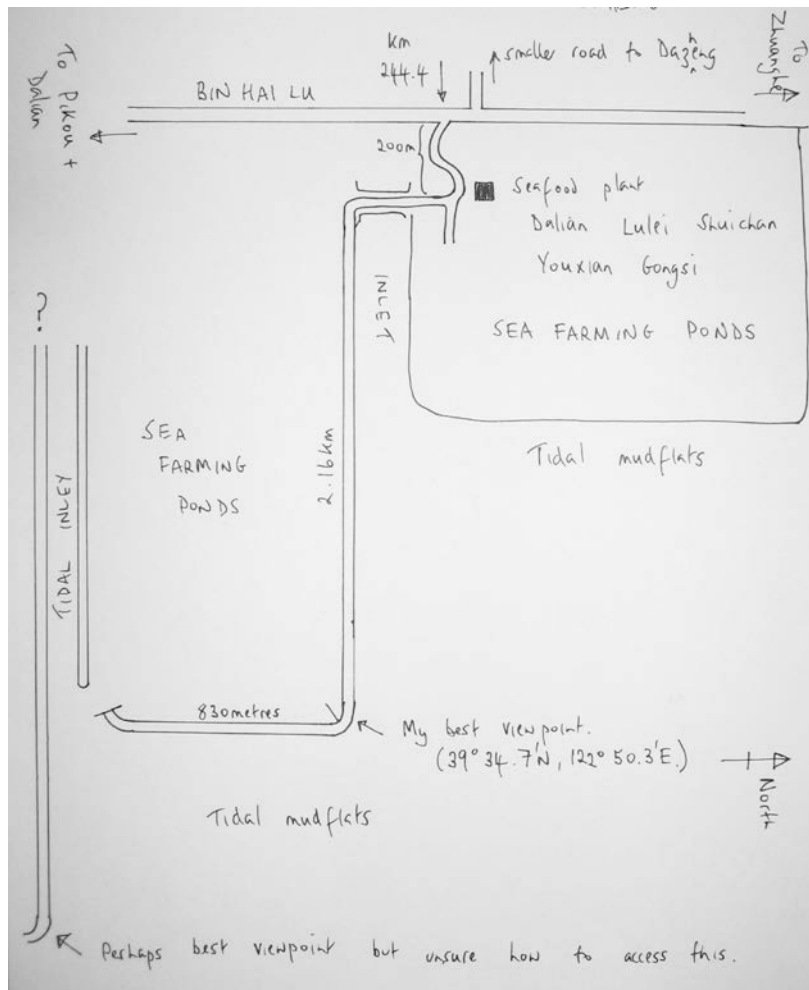 km
244.4
smaller road to Dazheng
To
Zhuanghe
To Pikou +
Dalian
BIN HAI LU
200m
Seafood plant
Dalian Lulei Shuichan
Youxian Gongsi
INLET
SEA FARMING PONDS
?
SEA
FARMING
PONDS
2.16km
Tidal mudflats
TIDAL INLEY
830metres
My best viewpoint.
(39° 34.7'N, 122° 50.3'E.)
North
Tidal mudflats
Perhaps best viewpoint but unsure how to access this.